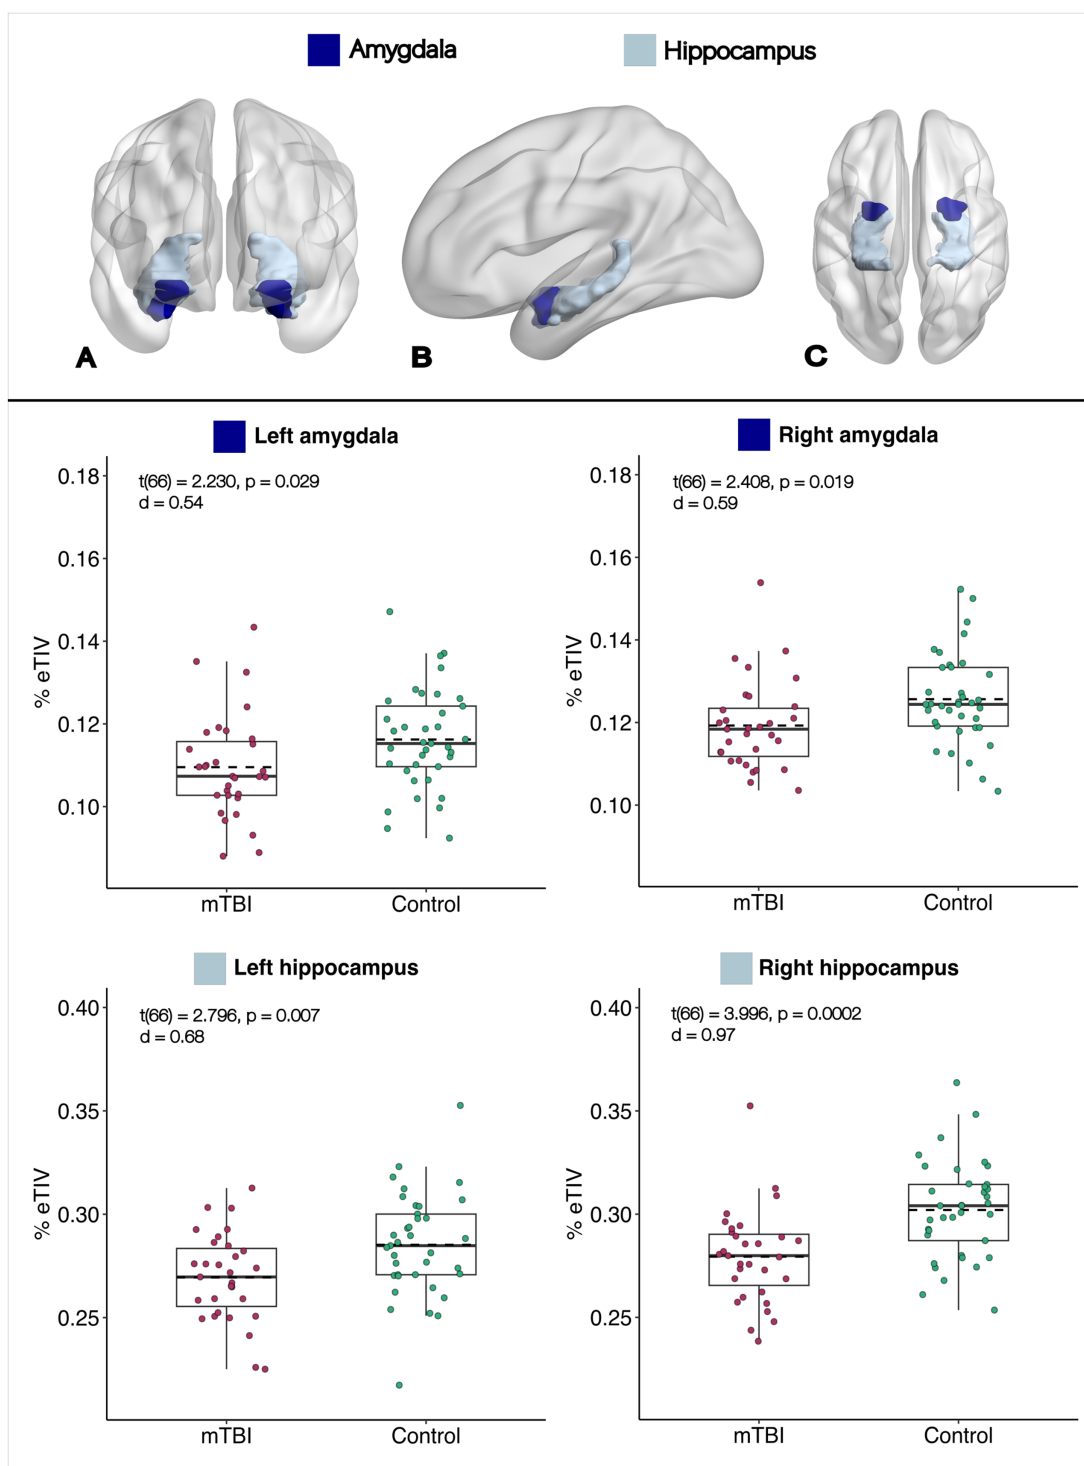 Amygdala
Hippocampus
A
B
C
Left amygdala
t(66) = 2.230, p = 0.029
d = 0.54
0.18
0.16
0.14
0.12
0.10
% eTIV
mTBI
Control
Right amygdala
t(66) = 2.408, p = 0.019
d = 0.59
0.18
0.16
0.14
0.12
0.10
% eTIV
mTBI
Control
Left hippocampus
t(66) = 2.796, p = 0.007
d = 0.68
0.40
0.35
0.30
0.25
% eTIV
mTBI
Control
Right hippocampus
t(66) = 3.996, p = 0.0002
d = 0.97
0.40
0.35
0.30
0.25
% eTIV
mTBI
Control